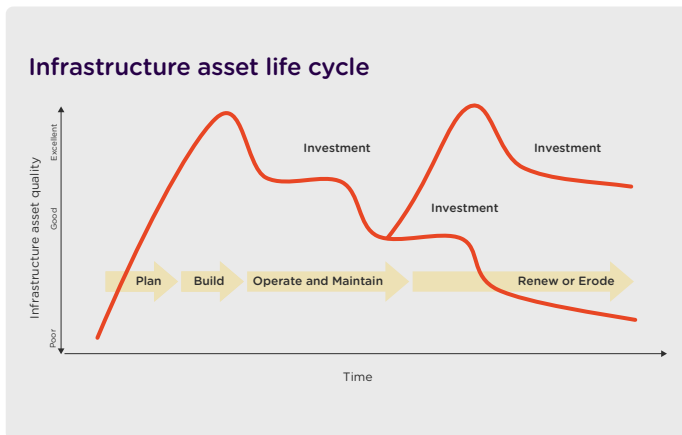 Infrastructure asset life cycle
Infrastructure asset quality
Excellent
Good
Poor
Investment
Investment
Investment
Plan
Build
Operate and Maintain
Renew or Erode
Time